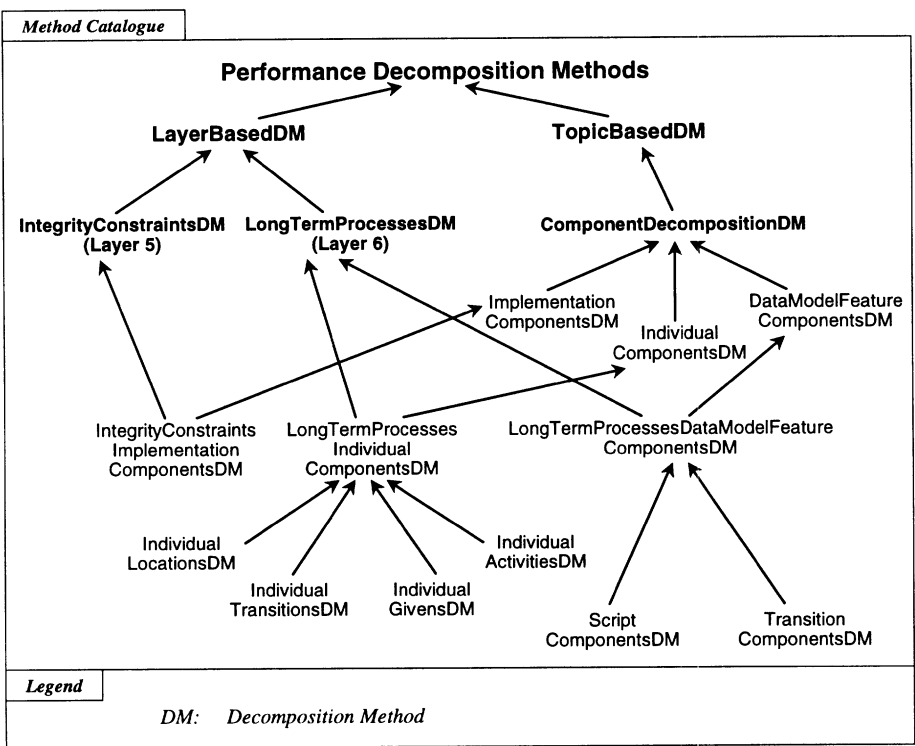 Method Catalogue
Performance Decomposition Methods
LayerBasedDM
TopicBasedDM
IntegrityConstraintsDM
(Layer 5)
LongTermProcessesDM
(Layer 6)
ComponentDecompositionDM
Implementation
ComponentsDM
Individual
ComponentsDM
DataModelFeature
ComponentsDM
IntegrityConstraints
Implementation
ComponentsDM
LongTermProcesses
Individual
ComponentsDM
LongTermProcessesDataModelFeature
ComponentsDM
Individual
LocationsDM
Individual
TransitionsDM
Individual
GivensDM
Individual
ActivitiesDM
Script
ComponentsDM
Transition
ComponentsDM
Legend
DM: Decomposition Method